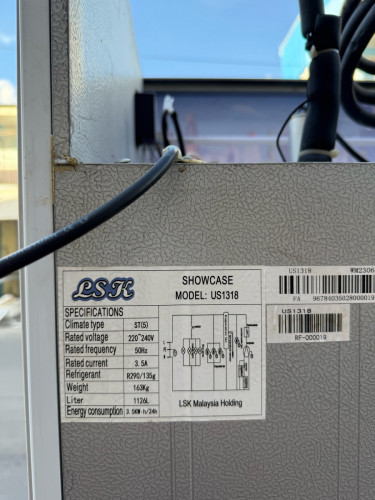 LSK
SHOWCASE
MODEL: US1318
SPECIFICATIONS
Climate type ST(5)
Rated voltage 220~240V
Rated frequency 50Hz
Rated current 3.5A
Refrigerant R290/135g
Weight 163Kg
Liter 1126L
Energy consumption 3.5KW·h/24h
LSK Malaysia Holding
US1318 WM2306
FA 96784035028000019
US1318
RF-000019